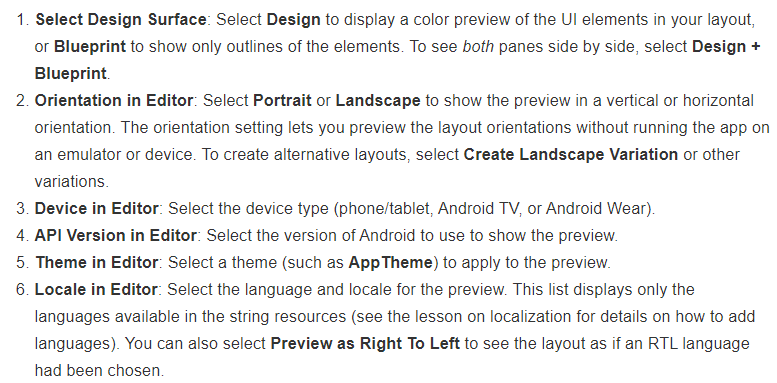 1. Select Design Surface: Select Design to display a color preview of the UI elements in your layout,
or Blueprint to show only outlines of the elements. To see both panes side by side, select Design +
Blueprint.
2. Orientation in Editor: Select Portrait or Landscape to show the preview in a vertical or horizontal
orientation. The orientation setting lets you preview the layout orientations without running the app on
an emulator or device. To create alternative layouts, select Create Landscape Variation or other
variations.
3. Device in Editor: Select the device type (phone/tablet, Android TV, or Android Wear).
4. API Version in Editor: Select the version of Android to use to show the preview.
5. Theme in Editor: Select a theme (such as AppTheme) to apply to the preview.
6. Locale in Editor: Select the language and locale for the preview. This list displays only the
languages available in the string resources (see the lesson on localization for details on how to add
languages). You can also select Preview as Right To Left to see the layout as if an RTL language
had been chosen.